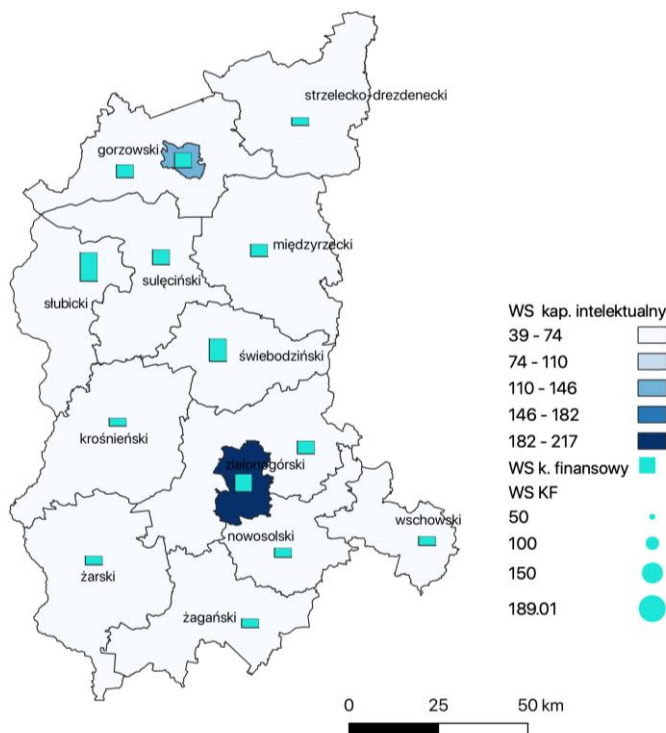 strzelecko-drezdenecki
gorzowski
międzyrzecki
sulęciński
słubicki
świebodziński
krośnieński
zielonogórski
wschowski
nowosolski
żarski
żagański
WS kap. intelektualny
39 - 74
74 - 110
110 - 146
146 - 182
182 - 217
WS k. finansowy
WS KF
50
100
150
189.01
0 25 50 km